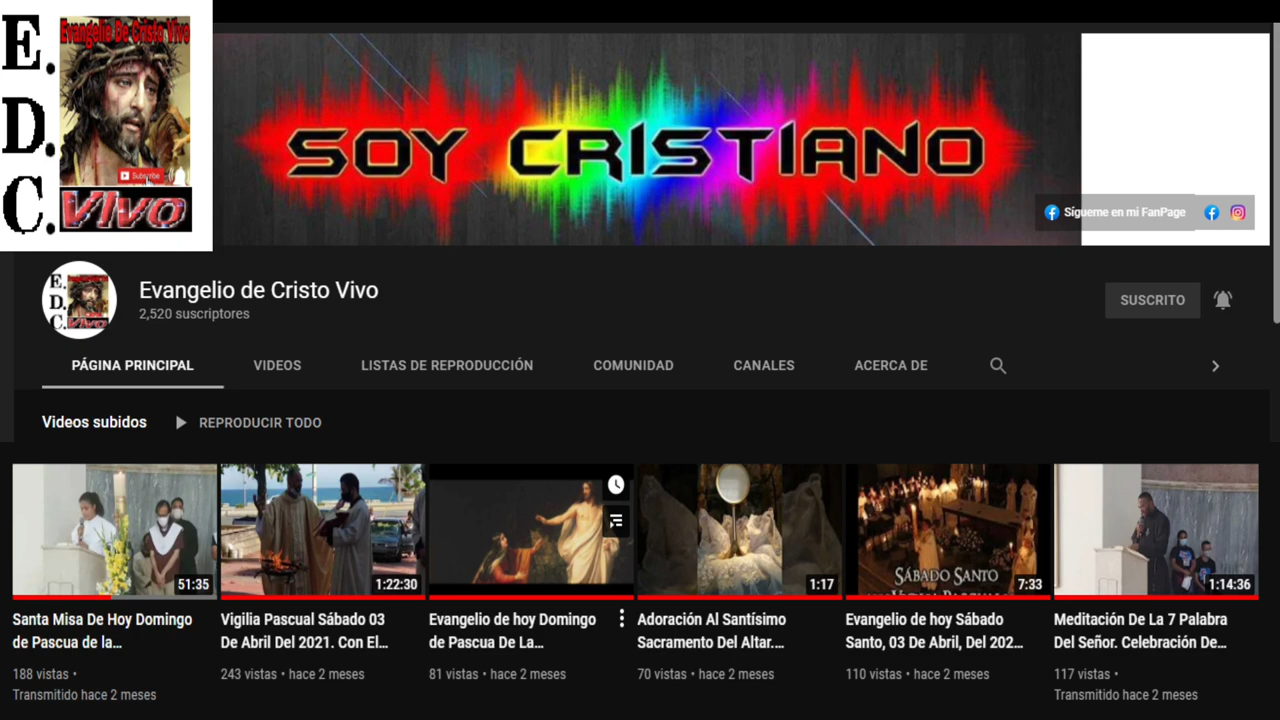 E.
D.
C.
Evangelio De Cristo Vivo
Subscribe
Vivo
SOY CRISTIANO
Sígueme en mi FanPage
E.
D.
C.
Vivo
Evangelio de Cristo Vivo
2,520 suscriptores
SUSCRITO
PÁGINA PRINCIPAL VIDEOS LISTAS DE REPRODUCCIÓN COMUNIDAD CANALES ACERCA DE
Videos subidos REPRODUCIR TODO
SÁBADO SANTO
51:35 1:22:30 1:17 7:33 1:14:36
Santa Misa De Hoy Domingo
de Pascua de la...
188 vistas •
Transmitido hace 2 meses
Vigilia Pascual Sábado 03
De Abril Del 2021. Con El...
243 vistas • hace 2 meses
Evangelio de hoy Domingo
de Pascua De La...
81 vistas • hace 2 meses
Adoración Al Santísimo
Sacramento Del Altar....
70 vistas • hace 2 meses
Evangelio de hoy Sábado
Santo, 03 De Abril, Del 202...
110 vistas • hace 2 meses
Meditación De La 7 Palabra
Del Señor. Celebración De...
117 vistas •
Transmitido hace 2 meses